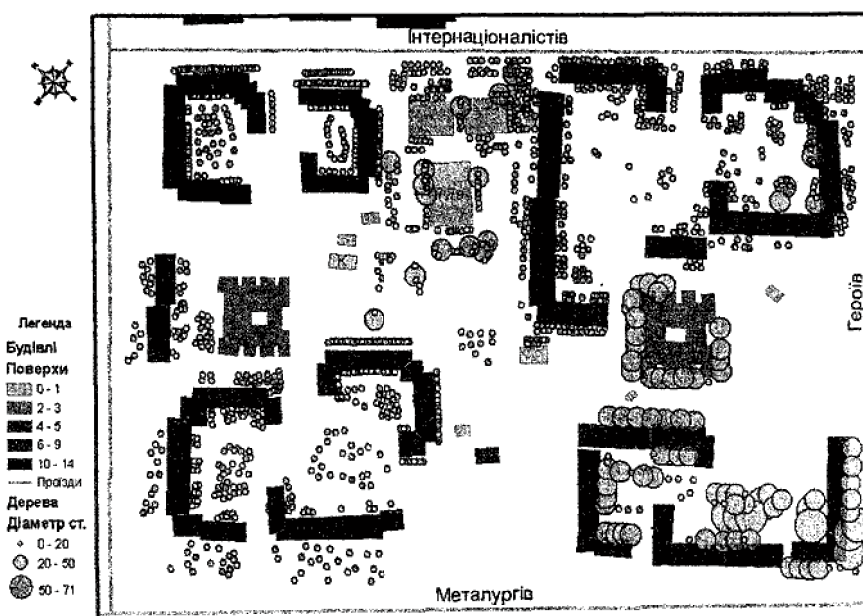 Інтернаціоналістів
Героїв
Легенда
Будівлі
Поверхи
0 - 1
2 - 3
4 - 5
6 - 9
10 - 14
Проїзди
Дерева
Діаметр ст.
0 - 20
20 - 50
50 - 71
Металургів